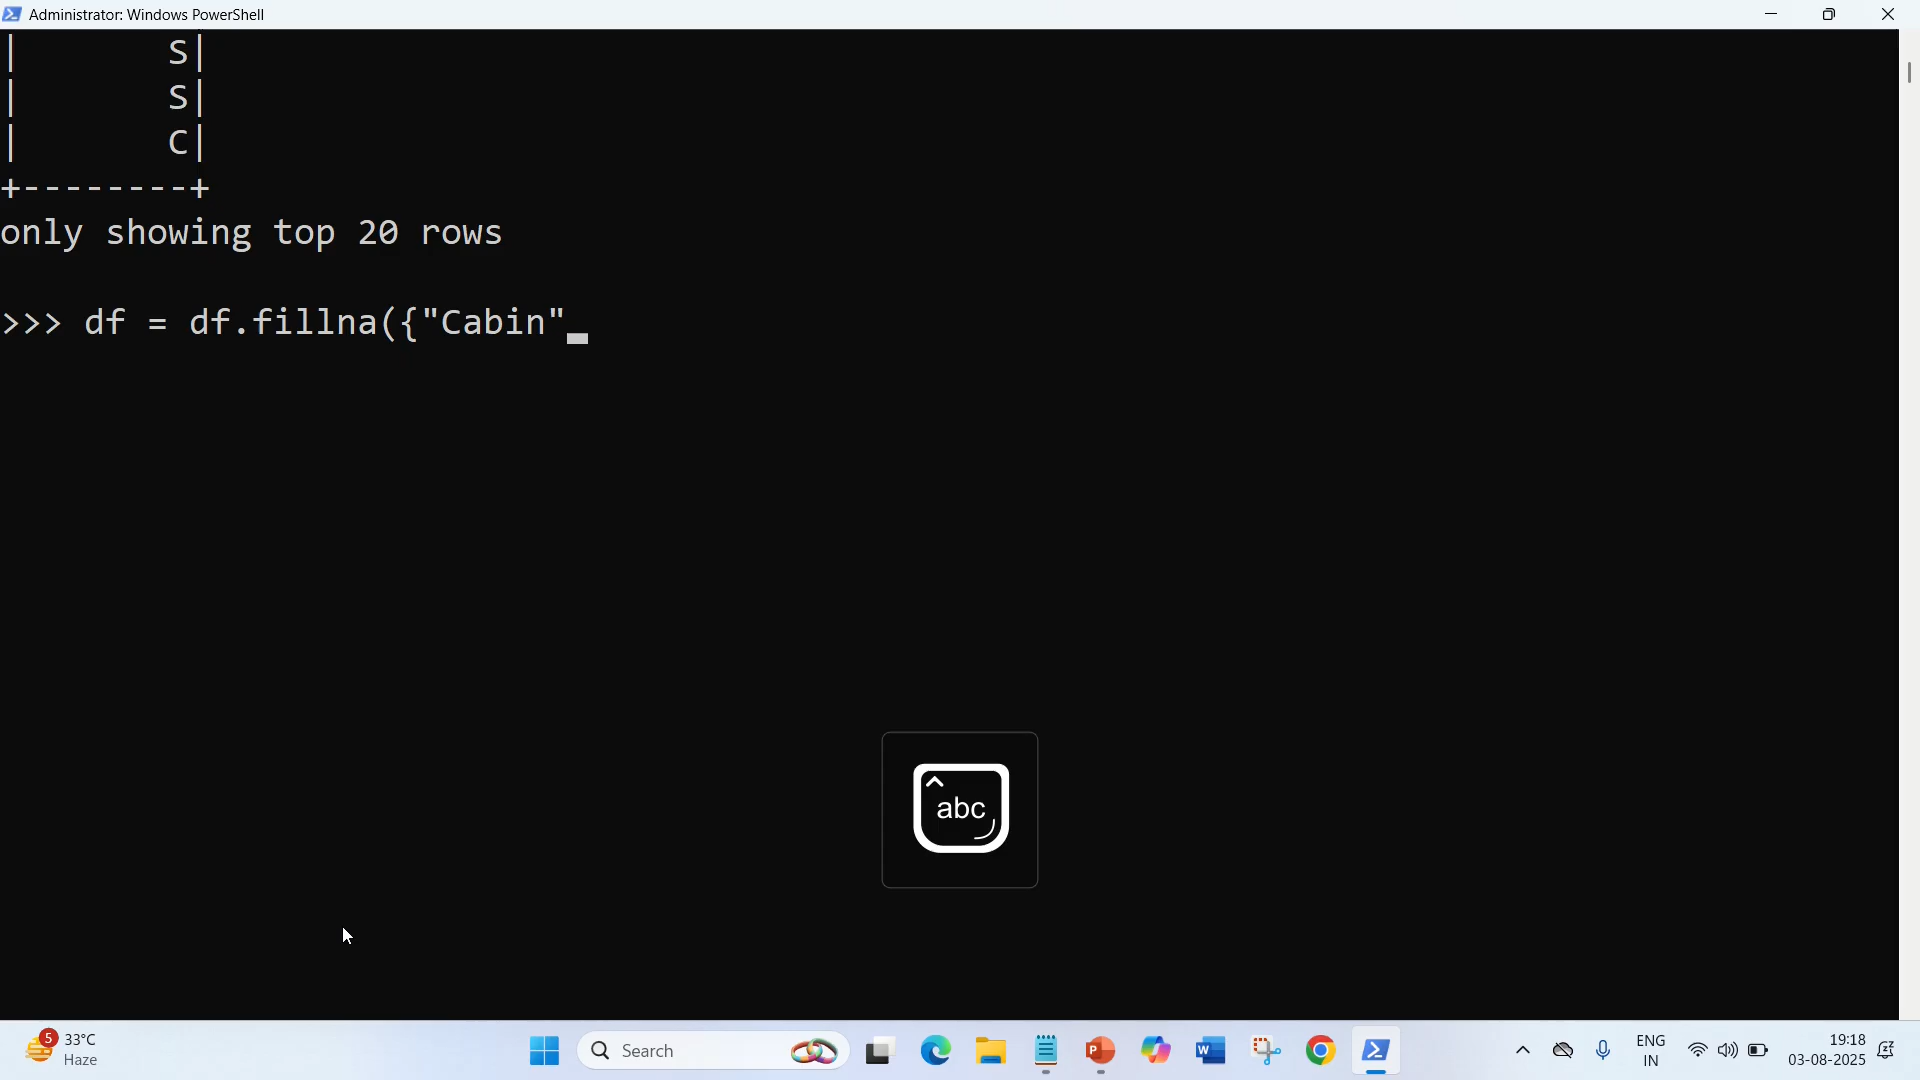 Administrator: Windows PowerShell
|       S|
|       S|
|       C|
+--------+
only showing top 20 rows
>>> df = df.fillna({"Cabin"_
abc
5
33°C
Haze
Search
P
W
ENG
IN
19:18
03-08-2025